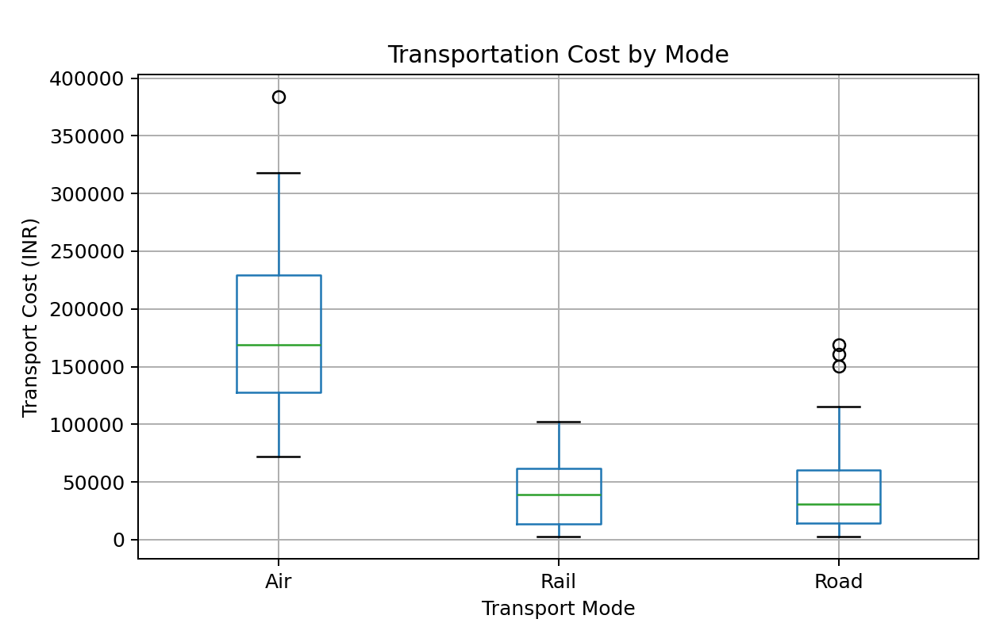 Transportation Cost by Mode
400000
350000
300000
250000
200000
150000
100000
50000
0
Transport Cost (INR)
Air Rail Road
Transport Mode